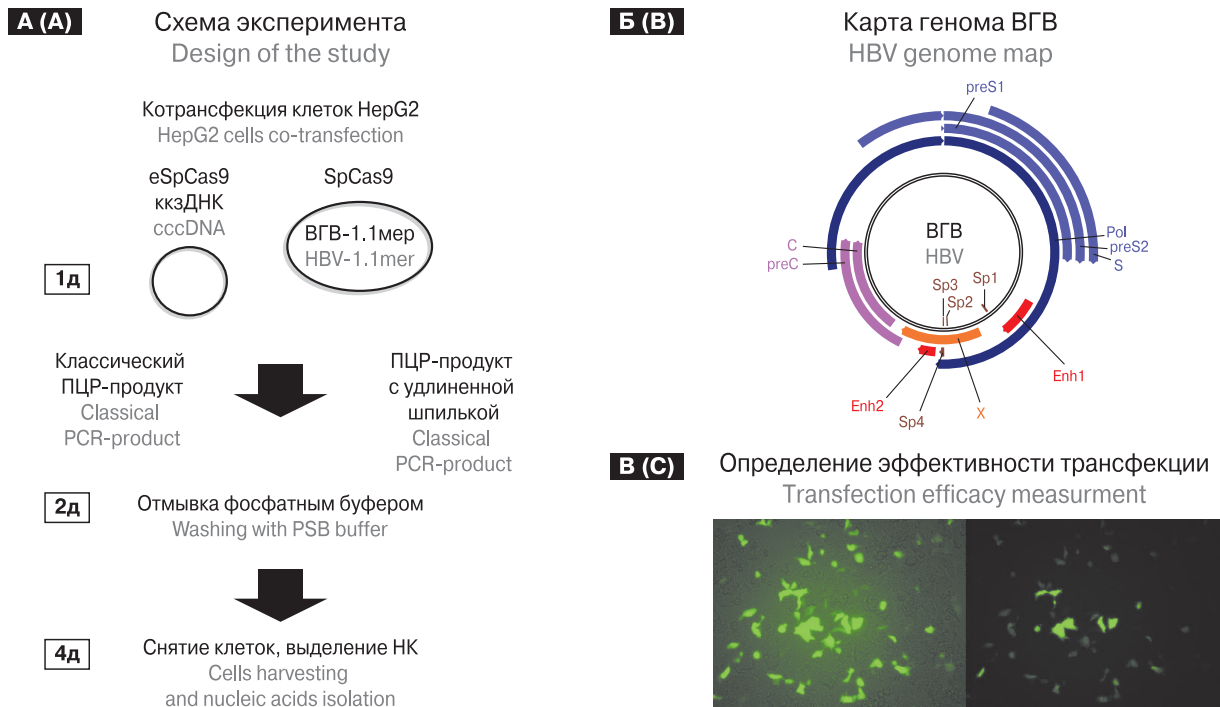 А (A)
Схема эксперимента
Design of the study
Котрансфекция клеток HepG2
HepG2 cells co-transfection
eSpCas9
ккзДНК
cccDNA
SpCas9
ВГВ-1.1мер
HBV-1.1mer
1д
Классический
ПЦР-продукт
Classical
PCR-product
ПЦР-продукт
с удлиненной
шпилькой
Classical
PCR-product
2д
Отмывка фосфатным буфером
Washing with PSB buffer
4д
Снятие клеток, выделение НК
Cells harvesting
and nucleic acids isolation
Б (B)
Карта генома ВГВ
HBV genome map
preS1
ВГВ
HBV
C
preC
Pol
preS2
S
Sp3
Sp1
Sp2
Enh1
Enh2
Sp4
X
В (C)
Определение эффективности трансфекции
Transfection efficacy measurment